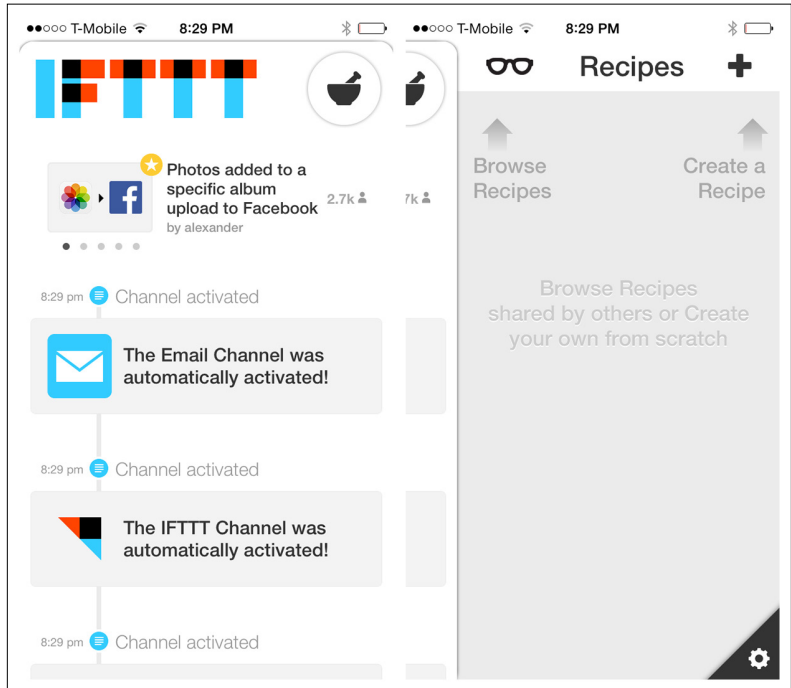 T-Mobile 8:29 PM
IFTTT
Photos added to a
specific album
upload to Facebook
by alexander
2.7k
8:29 pm Channel activated
The Email Channel was
automatically activated!
8:29 pm Channel activated
The IFTTT Channel was
automatically activated!
8:29 pm Channel activated
T-Mobile 8:29 PM
Recipes
7k
Browse
Recipes
Create a
Recipe
Browse Recipes
shared by others or Create
your own from scratch